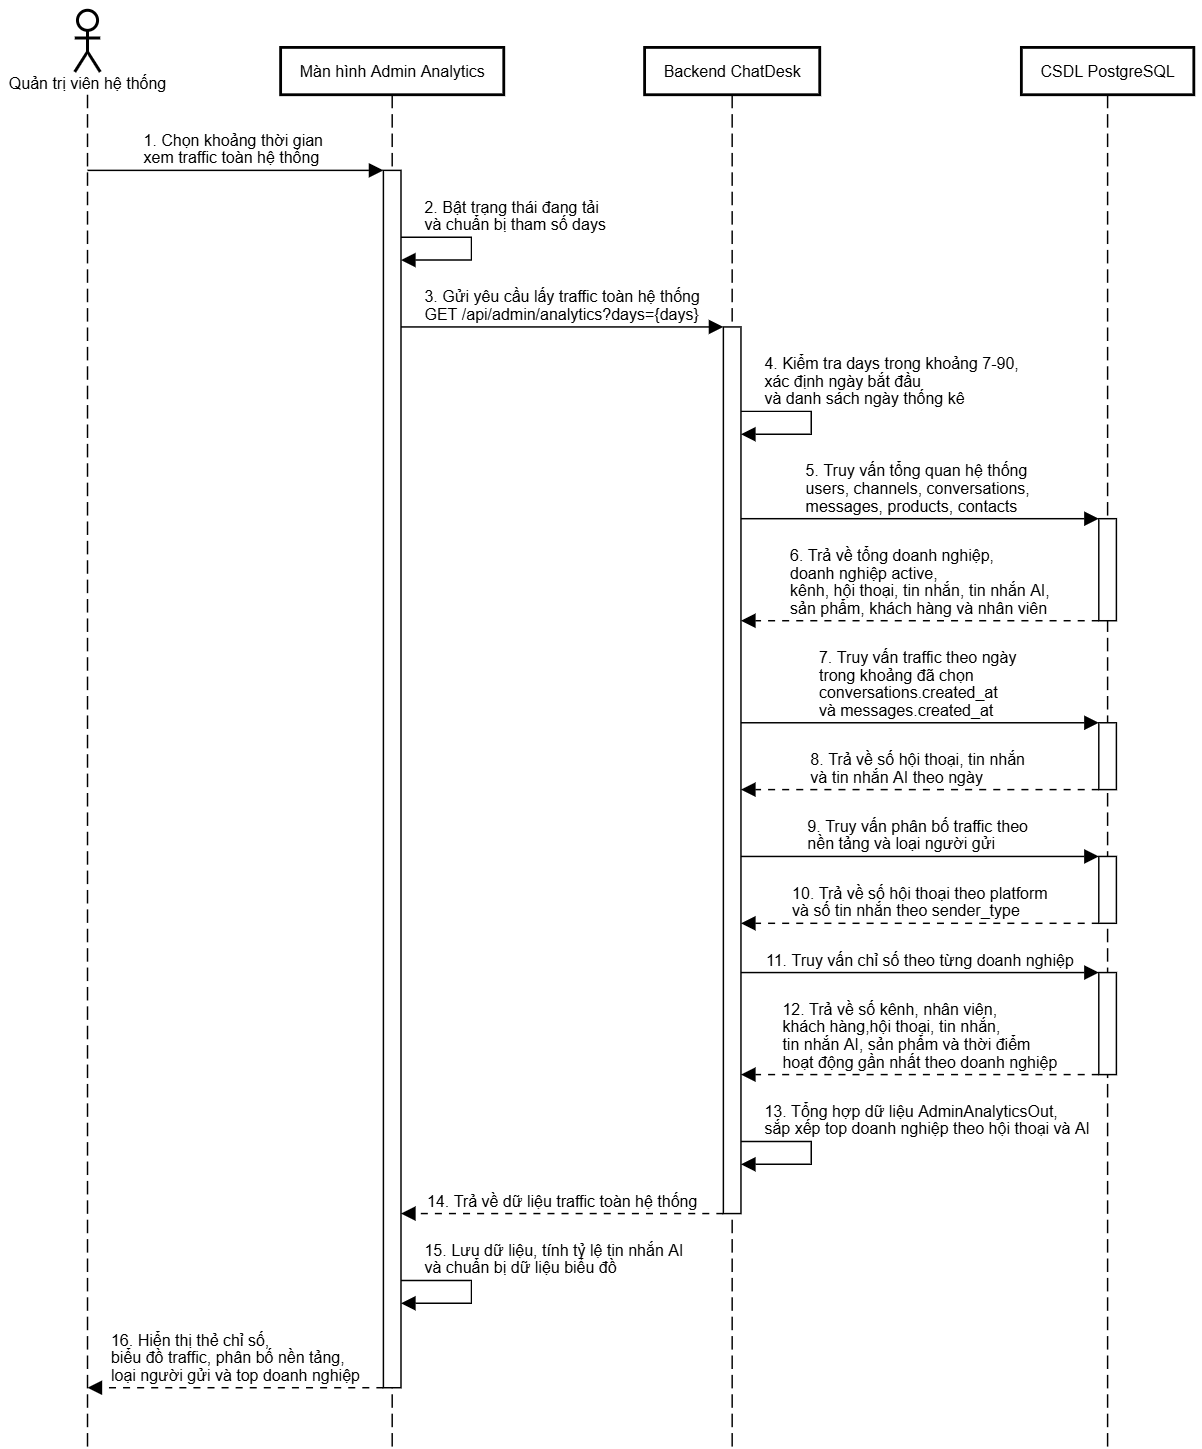 Quản trị viên hệ thống
Màn hình Admin Analytics
Backend ChatDesk
CSDL PostgreSQL
1. Chọn khoảng thời gian
xem traffic toàn hệ thống
2. Bật trạng thái đang tải
và chuẩn bị tham số days
3. Gửi yêu cầu lấy traffic toàn hệ thống
GET /api/admin/analytics?days={days}
4. Kiểm tra days trong khoảng 7-90,
xác định ngày bắt đầu
và danh sách ngày thống kê
5. Truy vấn tổng quan hệ thống
users, channels, conversations,
messages, products, contacts
6. Trả về tổng doanh nghiệp,
doanh nghiệp active,
kênh, hội thoại, tin nhắn, tin nhắn AI,
sản phẩm, khách hàng và nhân viên
7. Truy vấn traffic theo ngày
trong khoảng đã chọn
conversations.created_at
và messages.created_at
8. Trả về số hội thoại, tin nhắn
và tin nhắn AI theo ngày
9. Truy vấn phân bố traffic theo
nền tảng và loại người gửi
10. Trả về số hội thoại theo platform
và số tin nhắn theo sender_type
11. Truy vấn chỉ số theo từng doanh nghiệp
12. Trả về số kênh, nhân viên,
khách hàng,hội thoại, tin nhắn,
tin nhắn AI, sản phẩm và thời điểm
hoạt động gần nhất theo doanh nghiệp
13. Tổng hợp dữ liệu AdminAnalyticsOut,
sắp xếp top doanh nghiệp theo hội thoại và AI
14. Trả về dữ liệu traffic toàn hệ thống
15. Lưu dữ liệu, tính tỷ lệ tin nhắn AI
và chuẩn bị dữ liệu biểu đồ
16. Hiển thị thẻ chỉ số,
biểu đồ traffic, phân bố nền tảng,
loại người gửi và top doanh nghiệp